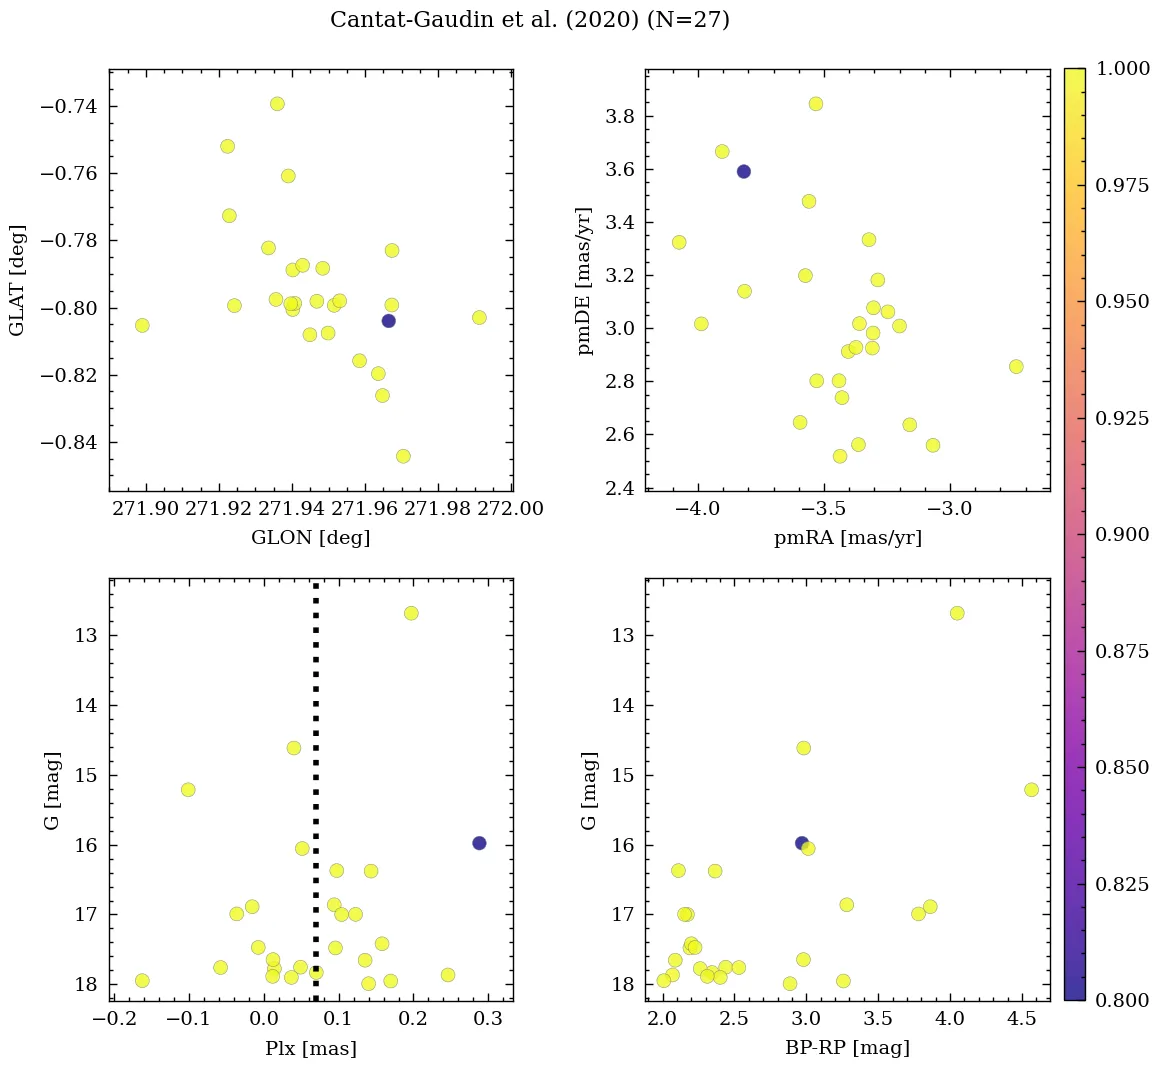 Cantat-Gaudin et al. (2020) (N=27)
−0.74
−0.76
−0.78
−0.80
−0.82
−0.84
GLAT [deg]
271.90 271.92 271.94 271.96 271.98 272.00
GLON [deg]
3.8
3.6
3.4
3.2
3.0
2.8
2.6
2.4
pmDE [mas/yr]
−4.0 −3.5 −3.0
pmRA [mas/yr]
1.000
0.975
0.950
0.925
0.900
0.875
0.850
0.825
0.800
13
14
15
16
17
18
G [mag]
−0.2 −0.1 0.0 0.1 0.2 0.3
Plx [mas]
13
14
15
16
17
18
G [mag]
2.0 2.5 3.0 3.5 4.0 4.5
BP-RP [mag]